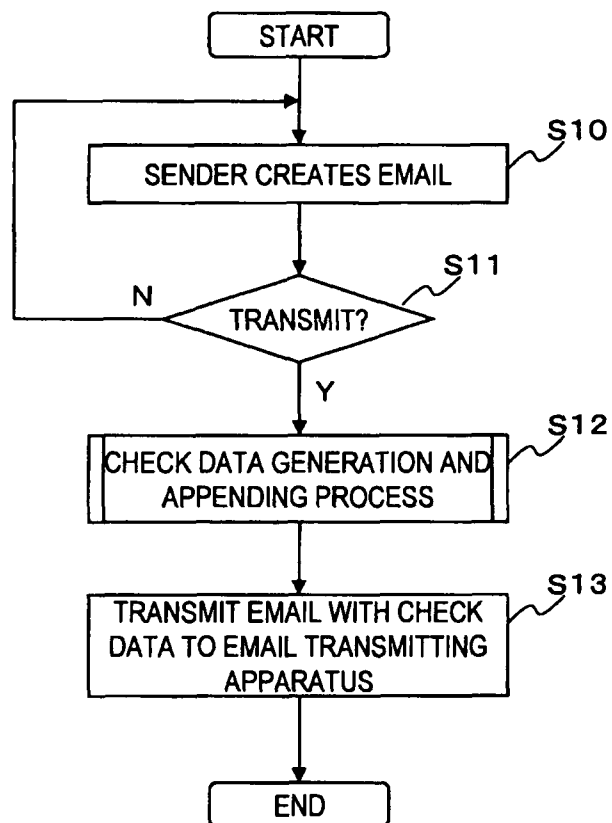 START
S10
SENDER CREATES EMAIL
S11
N
TRANSMIT?
Y
S12
CHECK DATA GENERATION AND
APPENDING PROCESS
S13
TRANSMIT EMAIL WITH CHECK
DATA TO EMAIL TRANSMITTING
APPARATUS
END